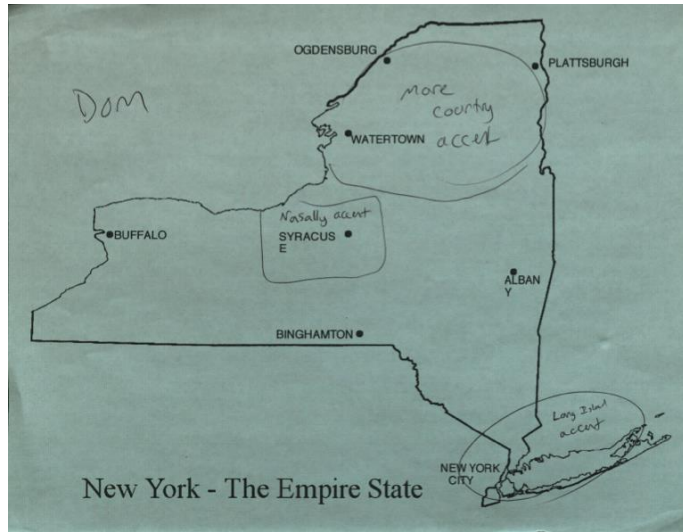 OGDENSBURG
PLATTSBURGH
Dom
More
country
accent
WATERTOWN
Nasally accent
BUFFALO
SYRACUS
E
ALBAN
Y
BINGHAMTON
Long Island
accent
NEW YORK
CITY
New York - The Empire State